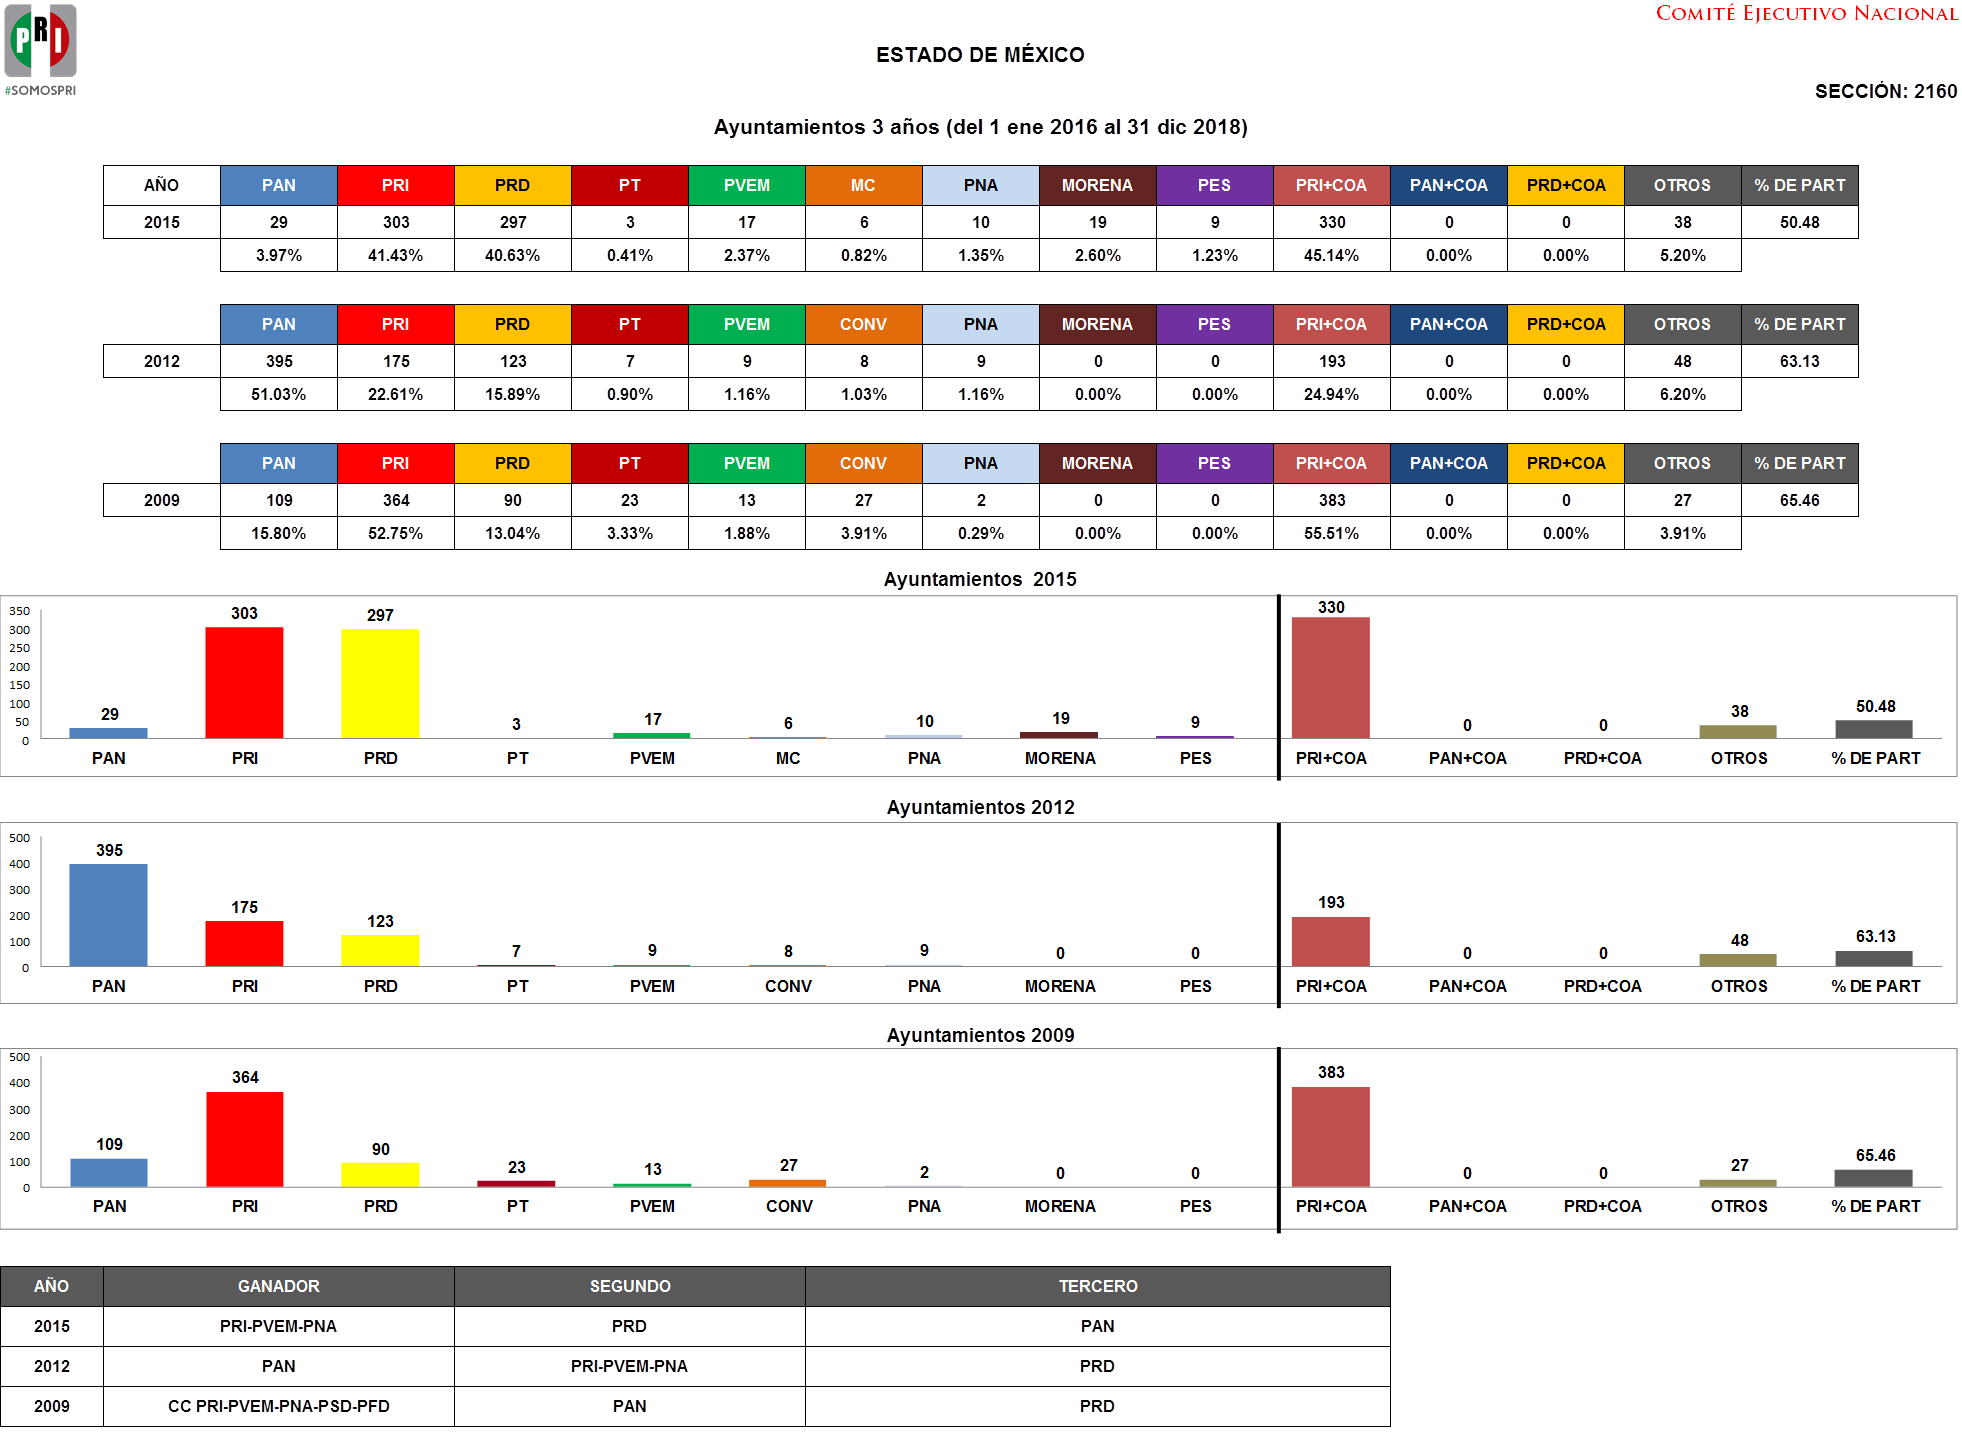 PRI
#SOMOSPRI
COMITÉ EJECUTIVO NACIONAL
ESTADO DE MÉXICO
SECCIÓN: 2160
Ayuntamientos 3 años (del 1 ene 2016 al 31 dic 2018)
AÑO PAN PRI PRD PT PVEM MC PNA MORENA PES PRI+COA PAN+COA PRD+COA OTROS % DE PART
2015 29 303 297 3 17 6 10 19 9 330 0 0 38 50.48
3.97% 41.43% 40.63% 0.41% 2.37% 0.82% 1.35% 2.60% 1.23% 45.14% 0.00% 0.00% 5.20%
PAN PRI PRD PT PVEM CONV PNA MORENA PES PRI+COA PAN+COA PRD+COA OTROS % DE PART
2012 395 175 123 7 9 8 9 0 0 193 0 0 48 63.13
51.03% 22.61% 15.89% 0.90% 1.16% 1.03% 1.16% 0.00% 0.00% 24.94% 0.00% 0.00% 6.20%
PAN PRI PRD PT PVEM CONV PNA MORENA PES PRI+COA PAN+COA PRD+COA OTROS % DE PART
2009 109 364 90 23 13 27 2 0 0 383 0 0 27 65.46
15.80% 52.75% 13.04% 3.33% 1.88% 3.91% 0.29% 0.00% 0.00% 55.51% 0.00% 0.00% 3.91%
Ayuntamientos 2015
350
300
250
200
150
100
50
0
29 303 297 3 17 6 10 19 9 330 0 0 38 50.48
PAN PRI PRD PT PVEM MC PNA MORENA PES PRI+COA PAN+COA PRD+COA OTROS % DE PART
Ayuntamientos 2012
500
400
300
200
100
0
395 175 123 7 9 8 9 0 0 193 0 0 48 63.13
PAN PRI PRD PT PVEM CONV PNA MORENA PES PRI+COA PAN+COA PRD+COA OTROS % DE PART
Ayuntamientos 2009
500
400
300
200
100
0
109 364 90 23 13 27 2 0 0 383 0 0 27 65.46
PAN PRI PRD PT PVEM CONV PNA MORENA PES PRI+COA PAN+COA PRD+COA OTROS % DE PART
AÑO GANADOR SEGUNDO TERCERO
2015 PRI-PVEM-PNA PRD PAN
2012 PAN PRI-PVEM-PNA PRD
2009 CC PRI-PVEM-PNA-PSD-PFD PAN PRD